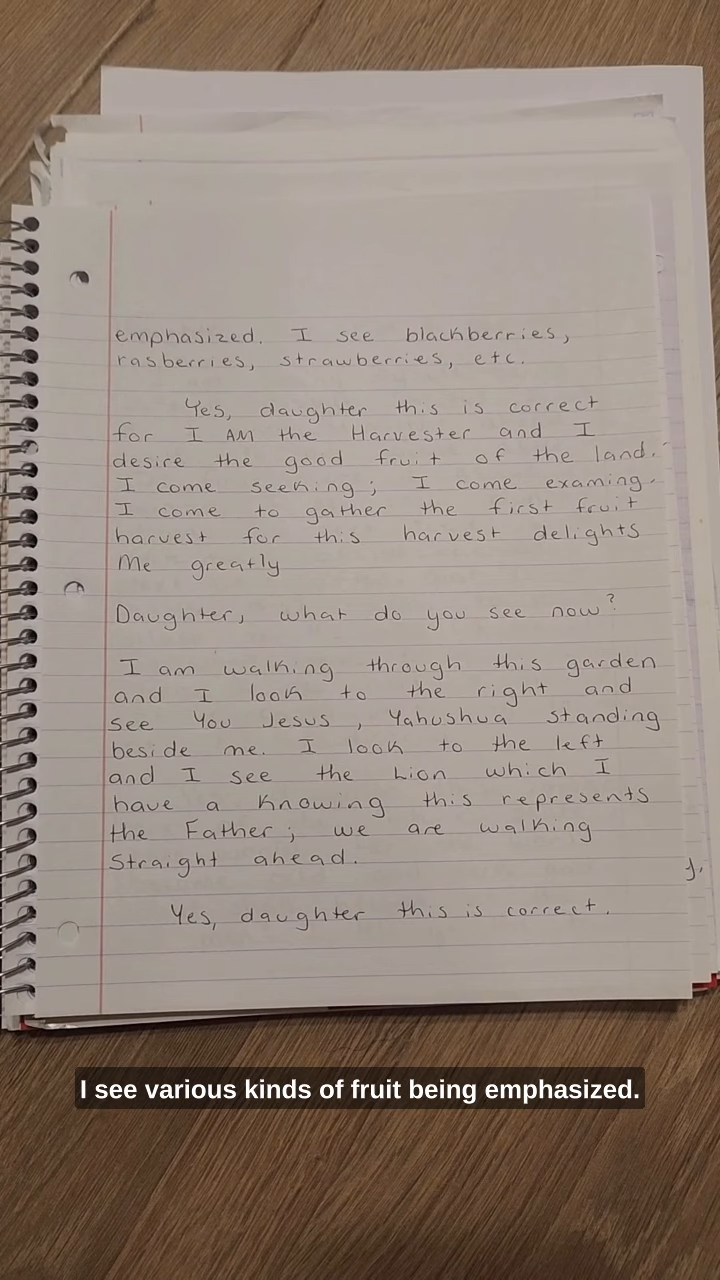 emphasized. I see blackberries,
rasberries, strawberries, etc.
Yes, daughter this is correct
for I AM the Harvester and I
desire the good fruit of the land.
I come seeking; I come examing.
I come to gather the first fruit
harvest for this harvest delights
Me greatly
Daughter, what do you see now?
I am walking through this garden
and I look to the right and
see You Jesus, Yahushua standing
beside me. I look to the left
and I see the Lion which I
have a knowing this represents
the Father; we are walking
straight ahead.
Yes, daughter this is correct.
I see various kinds of fruit being emphasized.